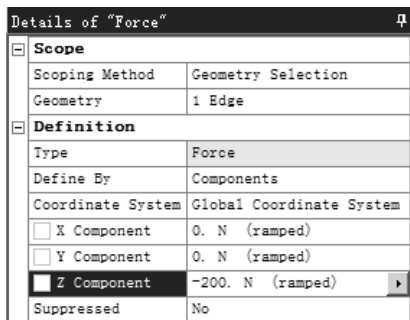 Details of "Force"
Scope
Scoping Method Geometry Selection
Geometry 1 Edge
Definition
Type Force
Define By Components
Coordinate System Global Coordinate System
X Component 0. N (ramped)
Y Component 0. N (ramped)
Z Component -200. N (ramped)
Suppressed No